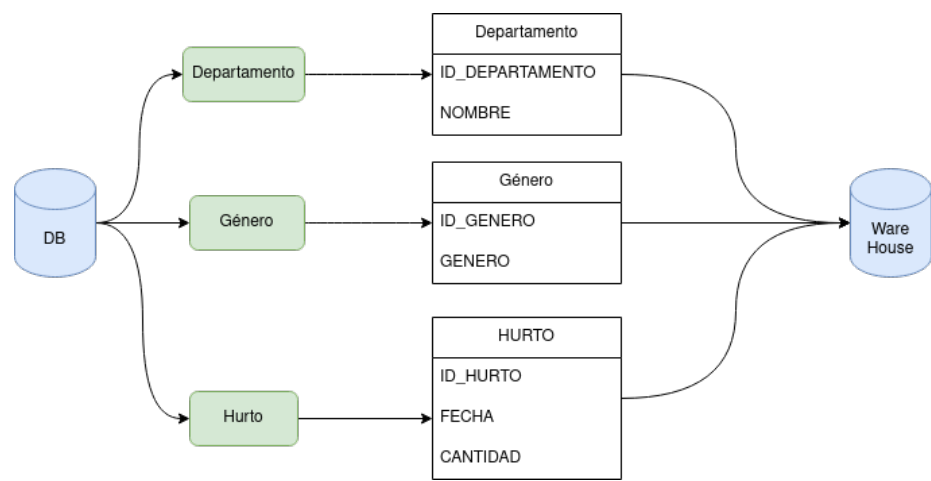 Departamento
Departamento
ID_DEPARTAMENTO
NOMBRE
DB
Género
Género
ID_GENERO
GENERO
Ware
House
Hurto
HURTO
ID_HURTO
FECHA
CANTIDAD